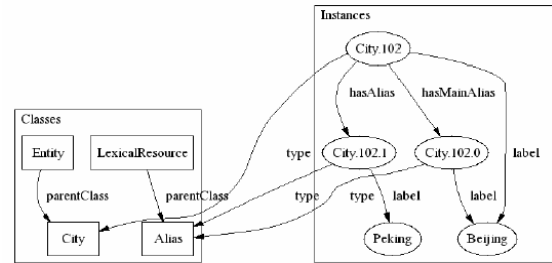 Instances
City.102
hasAlias
hasMainAlias
Classes
Entity
LexicalResource
type
City.102.1
City.102.0
label
parentClass
parentClass
type
type
label
label
City
Alias
Peking
Beijing